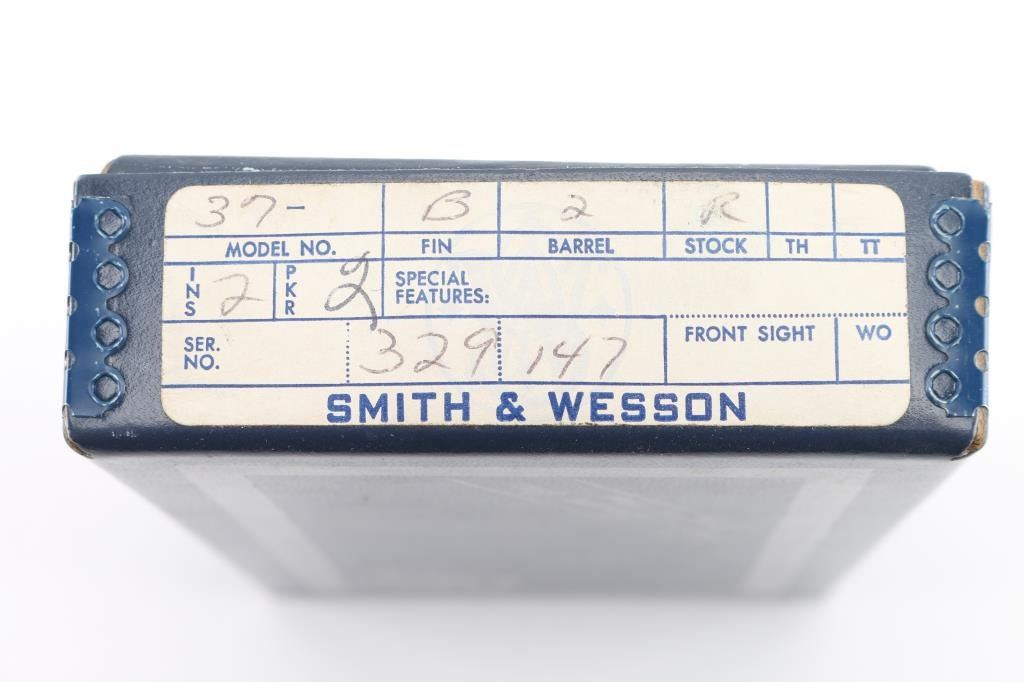 37- B 2 R
MODEL NO. FIN BARREL STOCK TH TT
INS 2 PKR 2 SPECIAL
FEATURES:
SER. 329 147 FRONT SIGHT WO
NO.
SMITH & WESSON